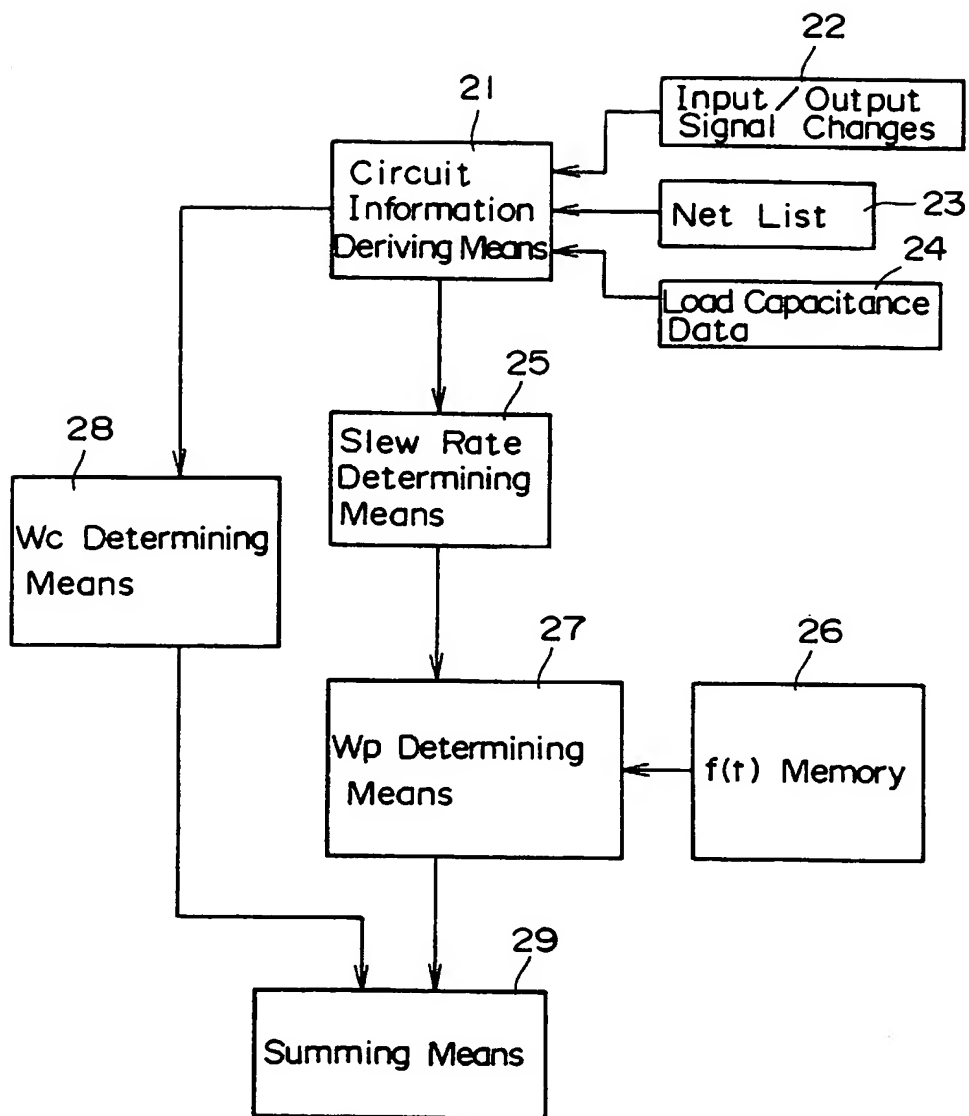 22
Input / Output
Signal Changes
21
Circuit
Information
Deriving Means
Net List
23
24
Load Capacitance
Data
25
Slew Rate
Determining
Means
28
Wc Determining
Means
27
Wp Determining
Means
26
f(t) Memory
29
Summing Means